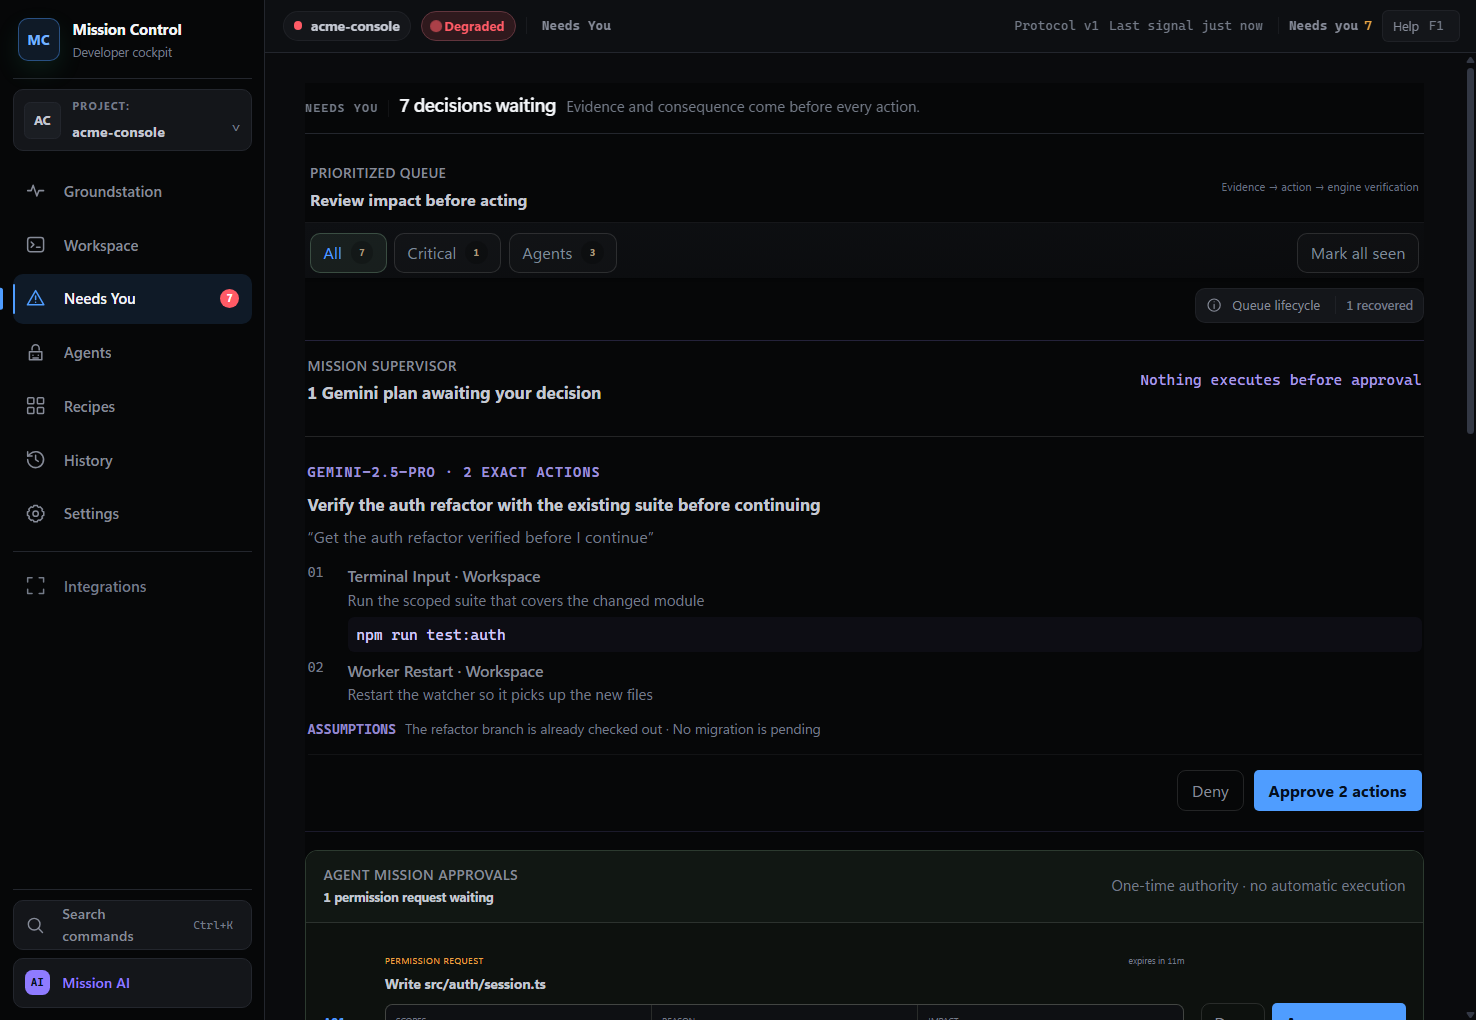 MC
Mission Control
Developer cockpit
AC
PROJECT:
acme-console
v
Groundstation
Workspace
Needs You
7
Agents
Recipes
History
Settings
Integrations
Search commands
Ctrl+K
AI
Mission AI
acme-console
Degraded
Needs You
Protocol v1
Last signal just now
Needs you 7
Help F1
NEEDS YOU
7 decisions waiting
Evidence and consequence come before every action.
PRIORITIZED QUEUE
Review impact before acting
Evidence → action → engine verification
All 7
Critical 1
Agents 3
Mark all seen
Queue lifecycle
1 recovered
MISSION SUPERVISOR
1 Gemini plan awaiting your decision
Nothing executes before approval
GEMINI-2.5-PRO · 2 EXACT ACTIONS
Verify the auth refactor with the existing suite before continuing
“Get the auth refactor verified before I continue”
01
Terminal Input · Workspace
Run the scoped suite that covers the changed module
npm run test:auth
02
Worker Restart · Workspace
Restart the watcher so it picks up the new files
ASSUMPTIONS The refactor branch is already checked out · No migration is pending
Deny
Approve 2 actions
AGENT MISSION APPROVALS
1 permission request waiting
One-time authority · no automatic execution
PERMISSION REQUEST
expires in 11m
Write src/auth/session.ts